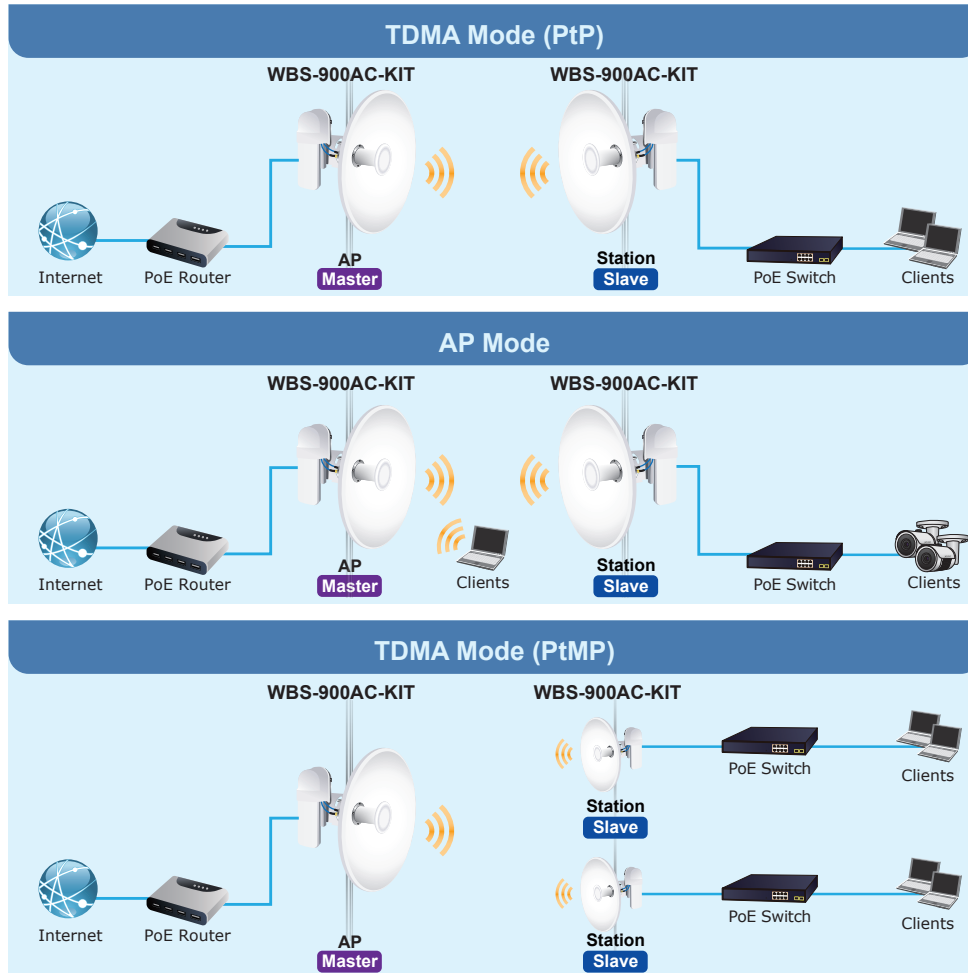 TDMA Mode (PtP)
WBS-900AC-KIT
WBS-900AC-KIT
Internet
PoE Router
AP
Master
Station
Slave
PoE Switch
Clients
AP Mode
WBS-900AC-KIT
WBS-900AC-KIT
Internet
PoE Router
AP
Master
Clients
Station
Slave
PoE Switch
Clients
TDMA Mode (PtMP)
WBS-900AC-KIT
WBS-900AC-KIT
PoE Switch
Clients
Station
Slave
Internet
PoE Router
AP
Master
Station
Slave
PoE Switch
Clients